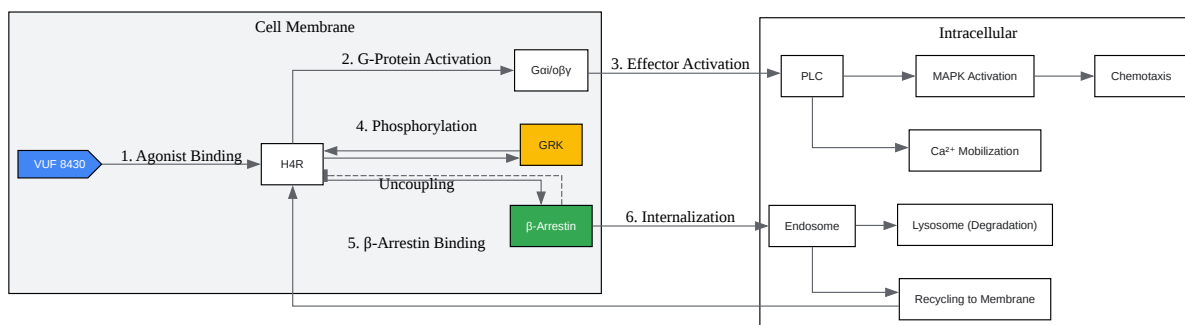 Cell Membrane
Intracellular
2. G-Protein Activation
Gαi/oβγ
3. Effector Activation
PLC
MAPK Activation
Chemotaxis
4. Phosphorylation
GRK
VUF 8430
1. Agonist Binding
H4R
Ca²⁺ Mobilization
Uncoupling
β-Arrestin
5. β-Arrestin Binding
6. Internalization
Endosome
Lysosome (Degradation)
Recycling to Membrane